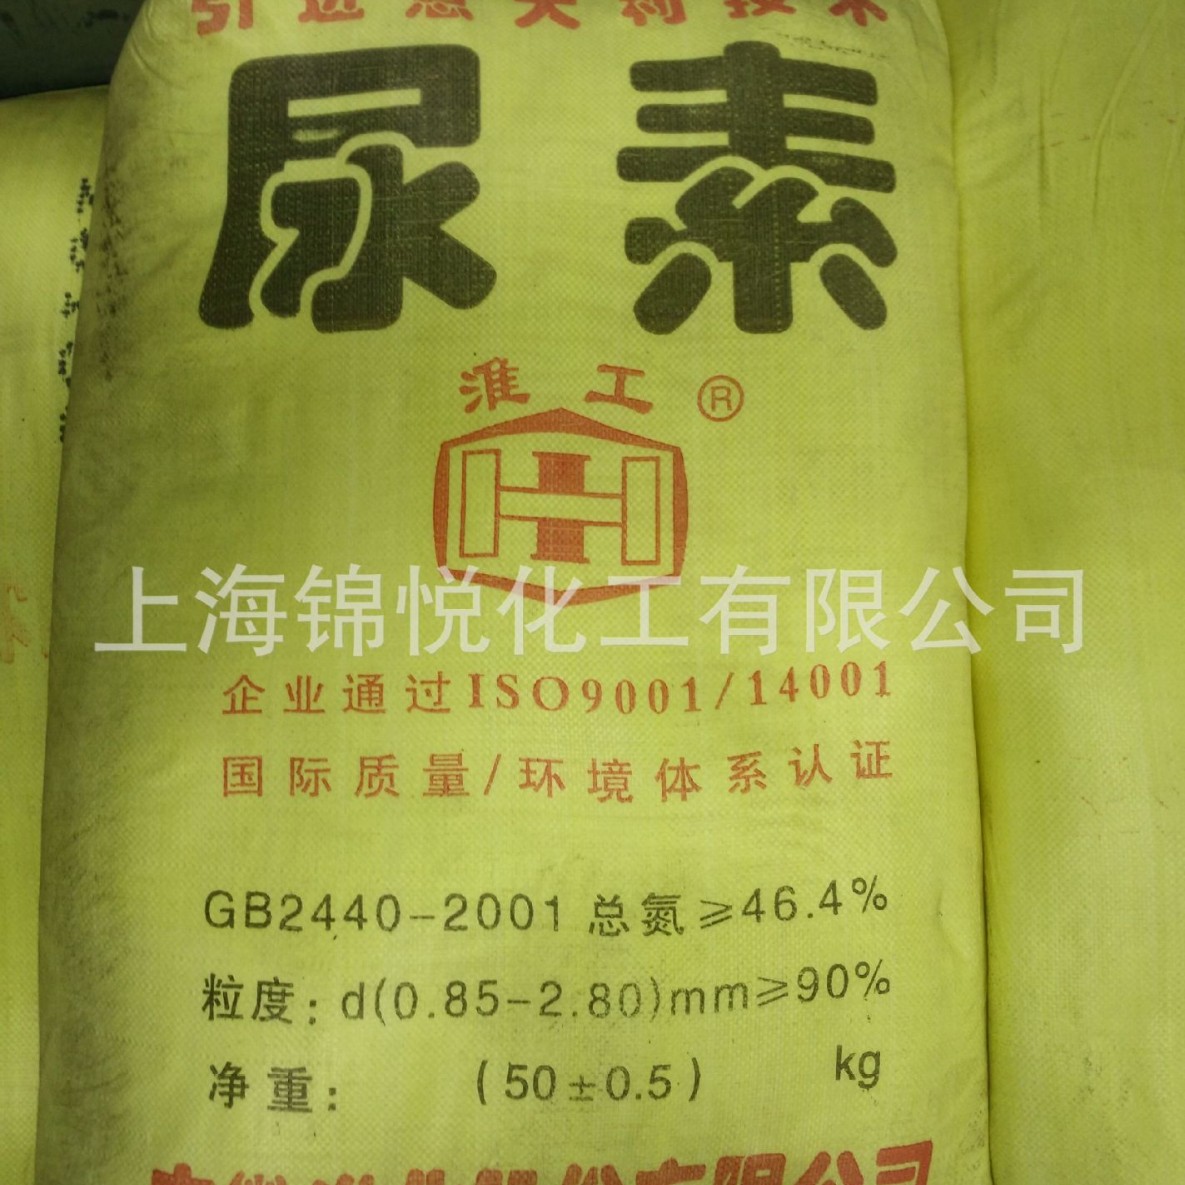 尿素
淮工®
上海锦悦化工有限公司
企业通过ISO9001/14001
国际质量/环境体系认证
GB2440-2001 总氮≥46.4%
粒度: d(0.85-2.80)mm≥90%
净重: (50±0.5) kg